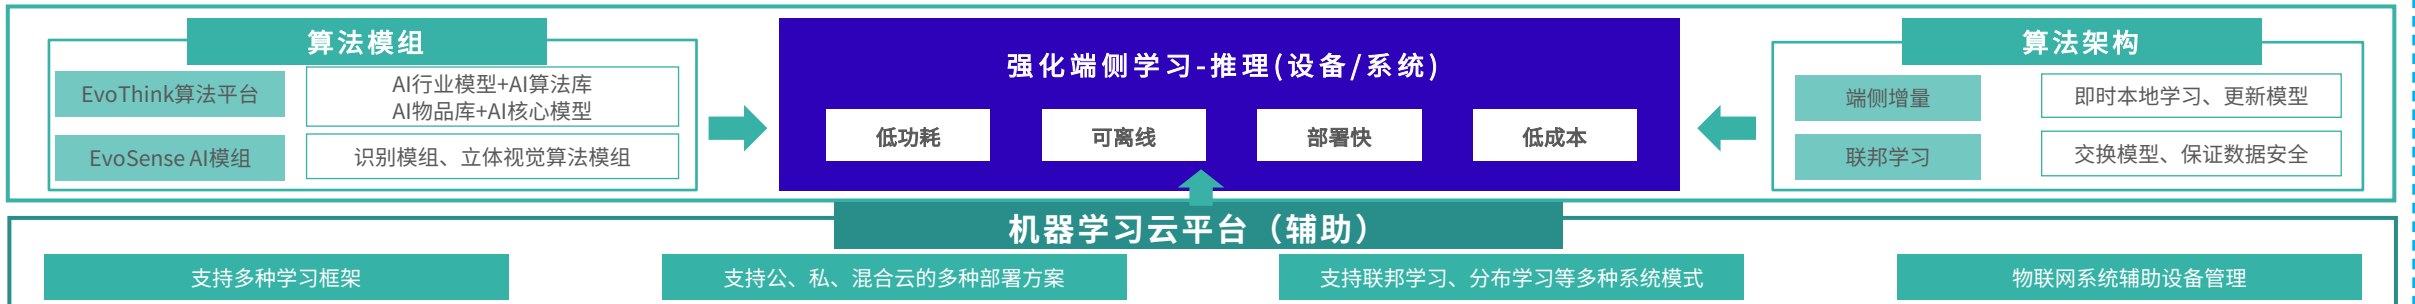 算法模组
EvoThink算法平台
AI行业模型+AI算法库
AI物品库+AI核心模型
EvoSense AI模组
识别模组、立体视觉算法模组
强化端侧学习-推理(设备/系统)
低功耗
可离线
部署快
低成本
算法架构
端侧增量
即时本地学习、更新模型
联邦学习
交换模型、保证数据安全
机器学习云平台（辅助）
支持多种学习框架
支持公、私、混合云的多种部署方案
支持联邦学习、分布学习等多种系统模式
物联网系统辅助设备管理